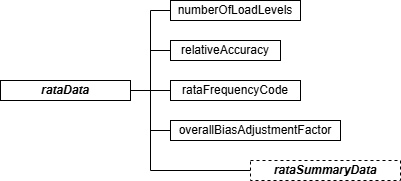 numberOfLoadLevels
relativeAccuracy
rataData
rataFrequencyCode
overallBiasAdjustmentFactor
rataSummaryData